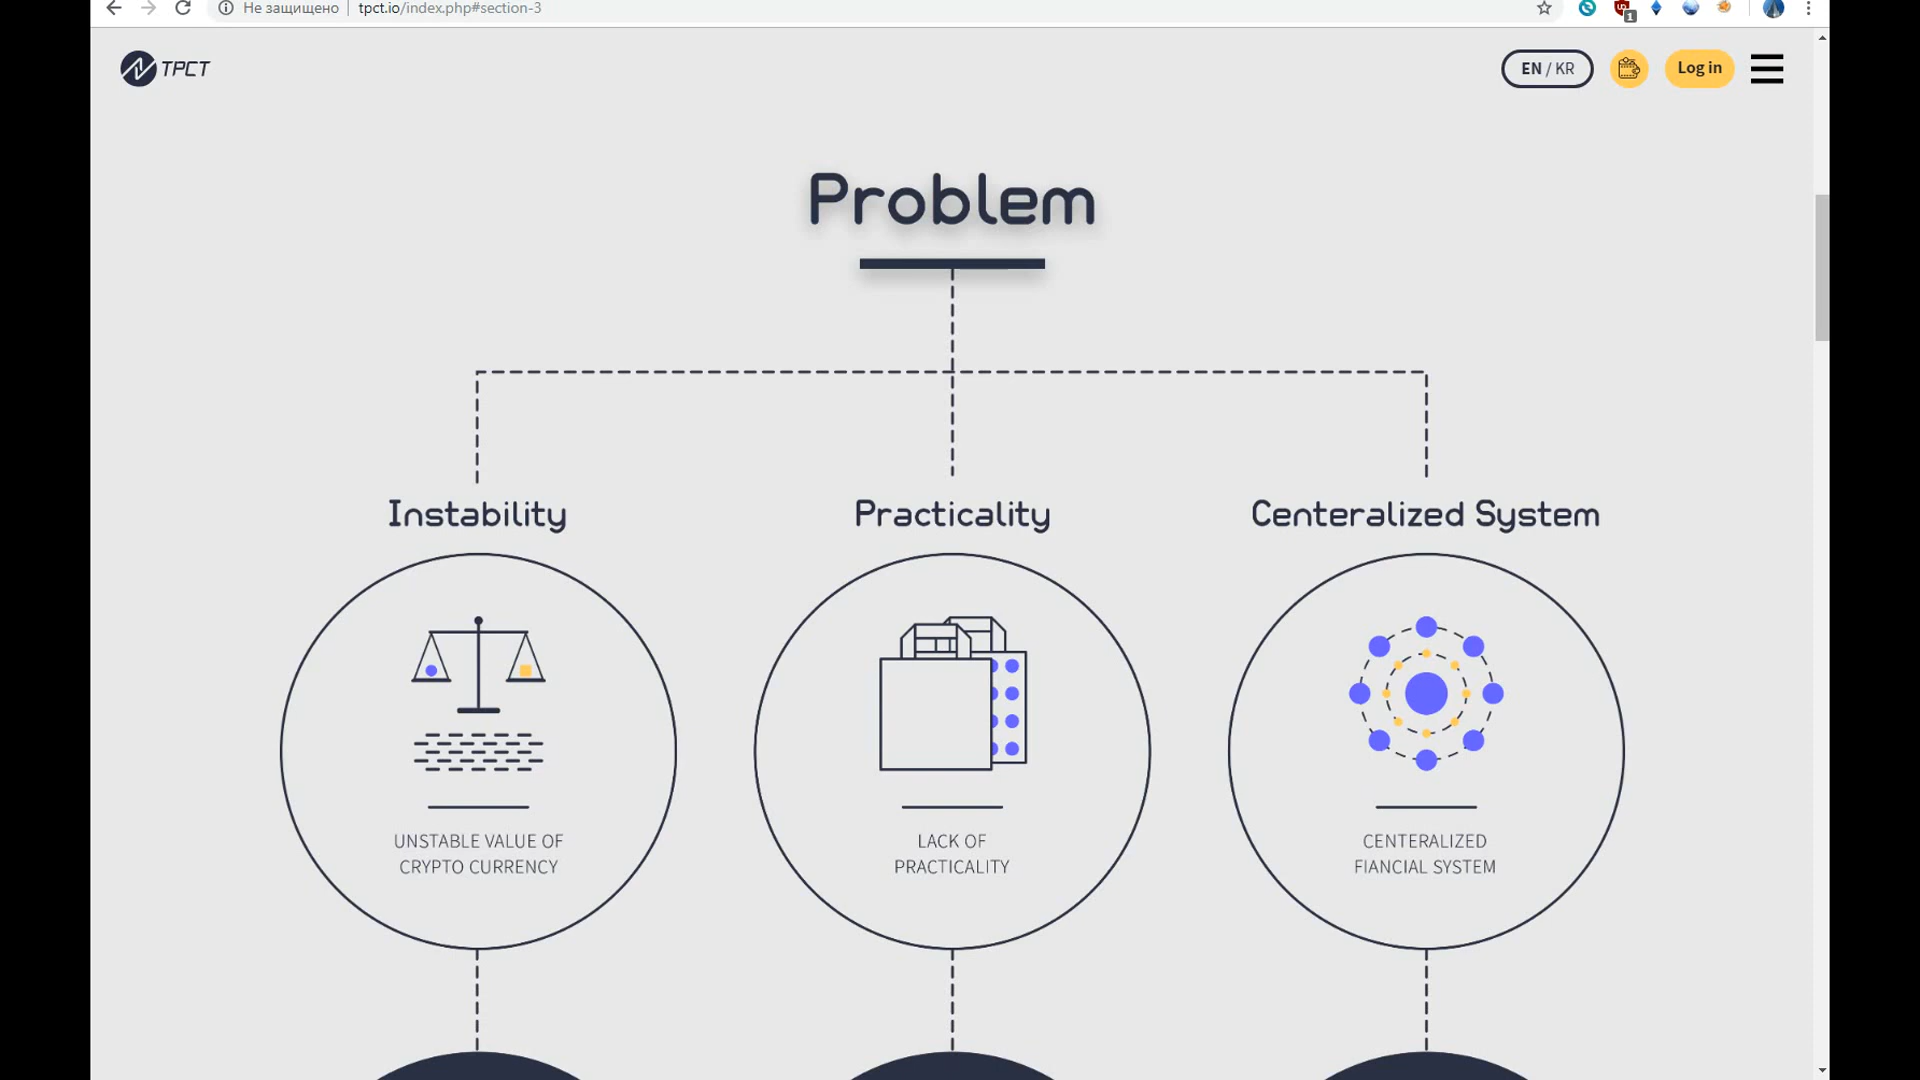 Не защищено
tpct.io/index.php#section-3
1
TPCT
EN / KR
Log in
Problem
Instability
Practicality
Centeralized System
UNSTABLE VALUE OF
CRYPTO CURRENCY
LACK OF
PRACTICALITY
CENTERALIZED
FIANCIAL SYSTEM